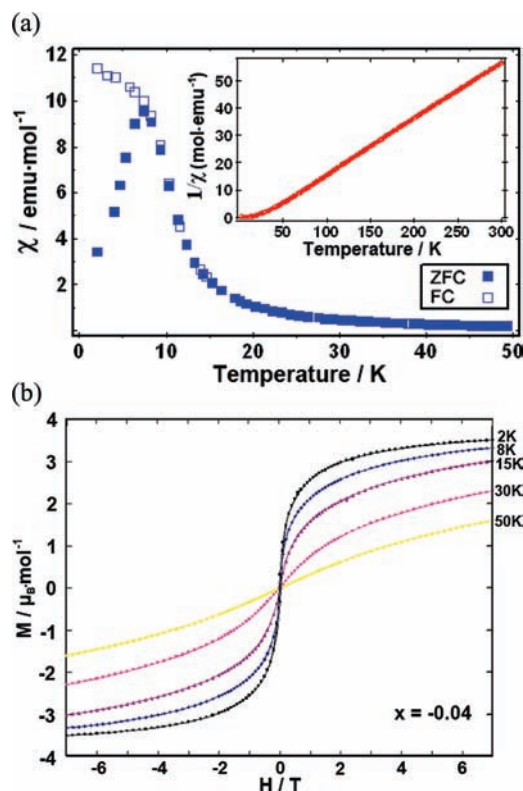 (a)
12
10
8
6
4
2
χ / emu·mol⁻¹
50
40
30
20
10
0
1/χ (mol·emu⁻¹)
50 100 150 200 250 300
Temperature / K
ZFC
FC
0 10 20 30 40 50
Temperature / K
(b)
4
3
2
1
0
-1
-2
-3
-4
M / μB·mol⁻¹
2K
8K
15K
30K
50K
x = -0.04
-6 -4 -2 0 2 4 6
H / T